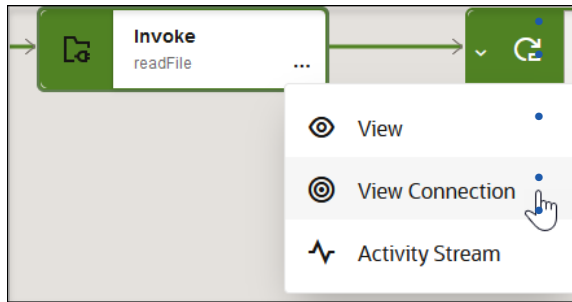 Invoke
readFile
...
View
View Connection
Activity Stream